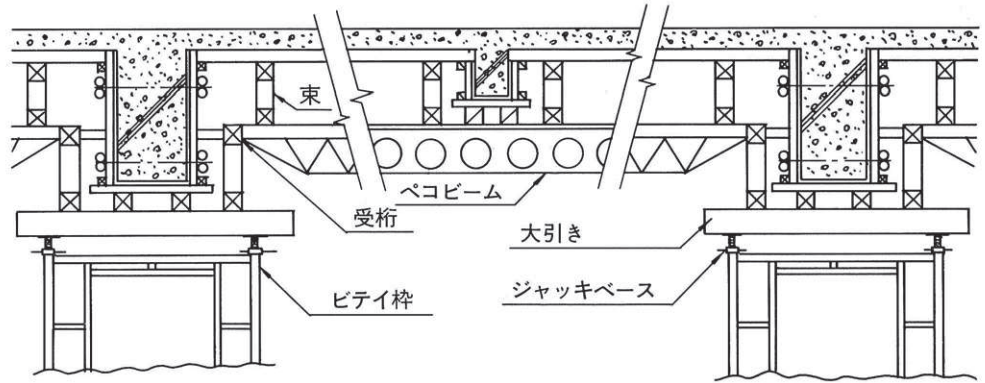 束
ペコビーム
受桁
大引き
ビテイ枠
ジャッキベース